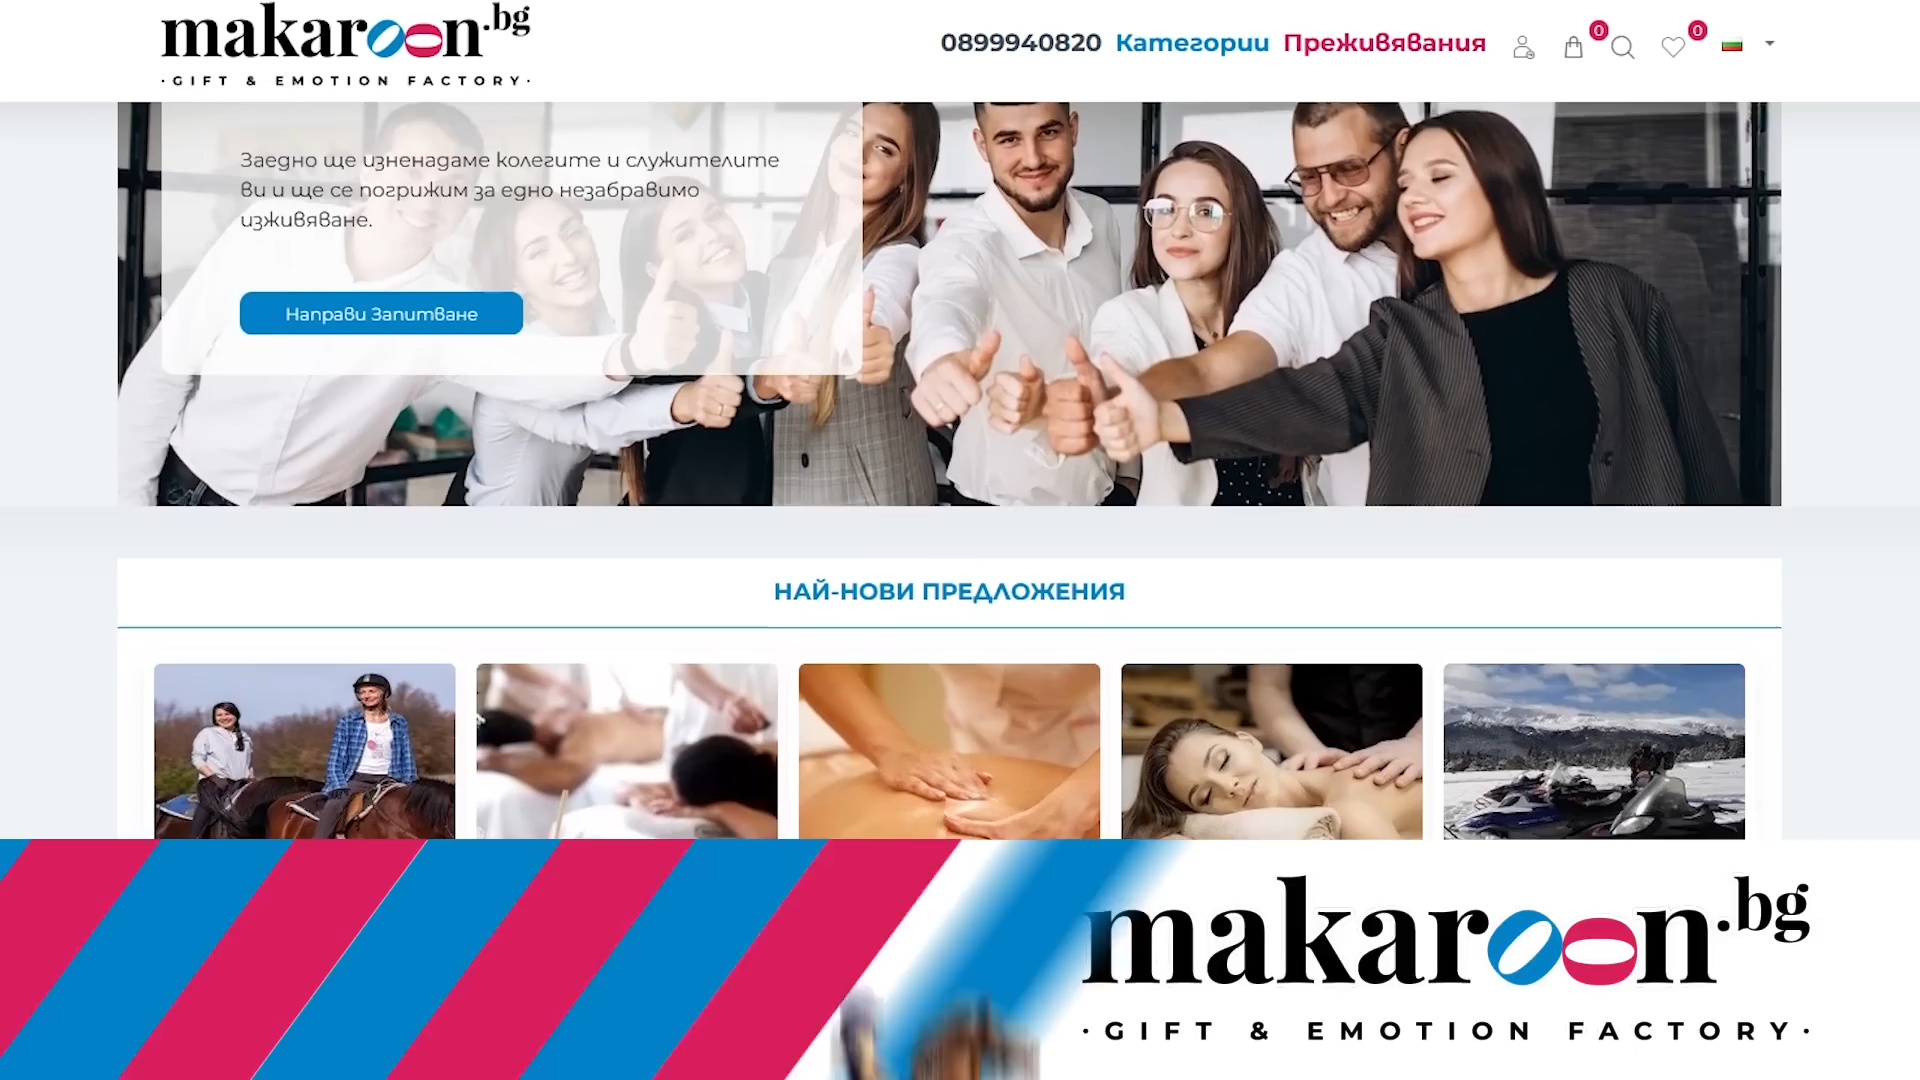 makaroon.bg
·GIFT & EMOTION FACTORY·
0899940820 Категории Преживявания 0 0
Заедно ще изненадаме колегите и служителите
ви и ще се погрижим за едно незабравимо
изживяване.
Направи Запитване
НАЙ-НОВИ ПРЕДЛОЖЕНИЯ
makaroon.bg
·GIFT & EMOTION FACTORY·